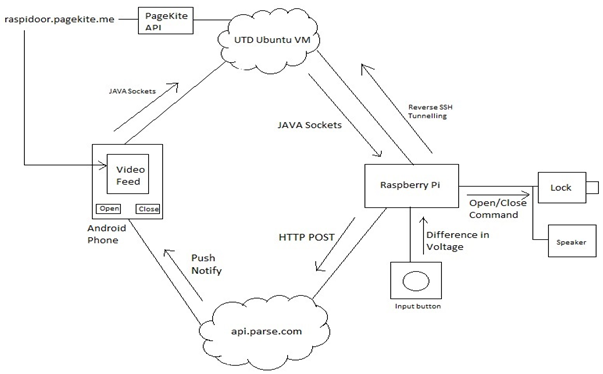 raspidoor.pagekite.me
PageKite
API
UTD Ubuntu VM
JAVA Sockets
JAVA Sockets
Reverse SSH
Tunnelling
Video
Feed
Open
Close
Android
Phone
Raspberry Pi
Open/Close
Command
Lock
Speaker
HTTP POST
Difference in
Voltage
Push
Notify
Input button
api.parse.com